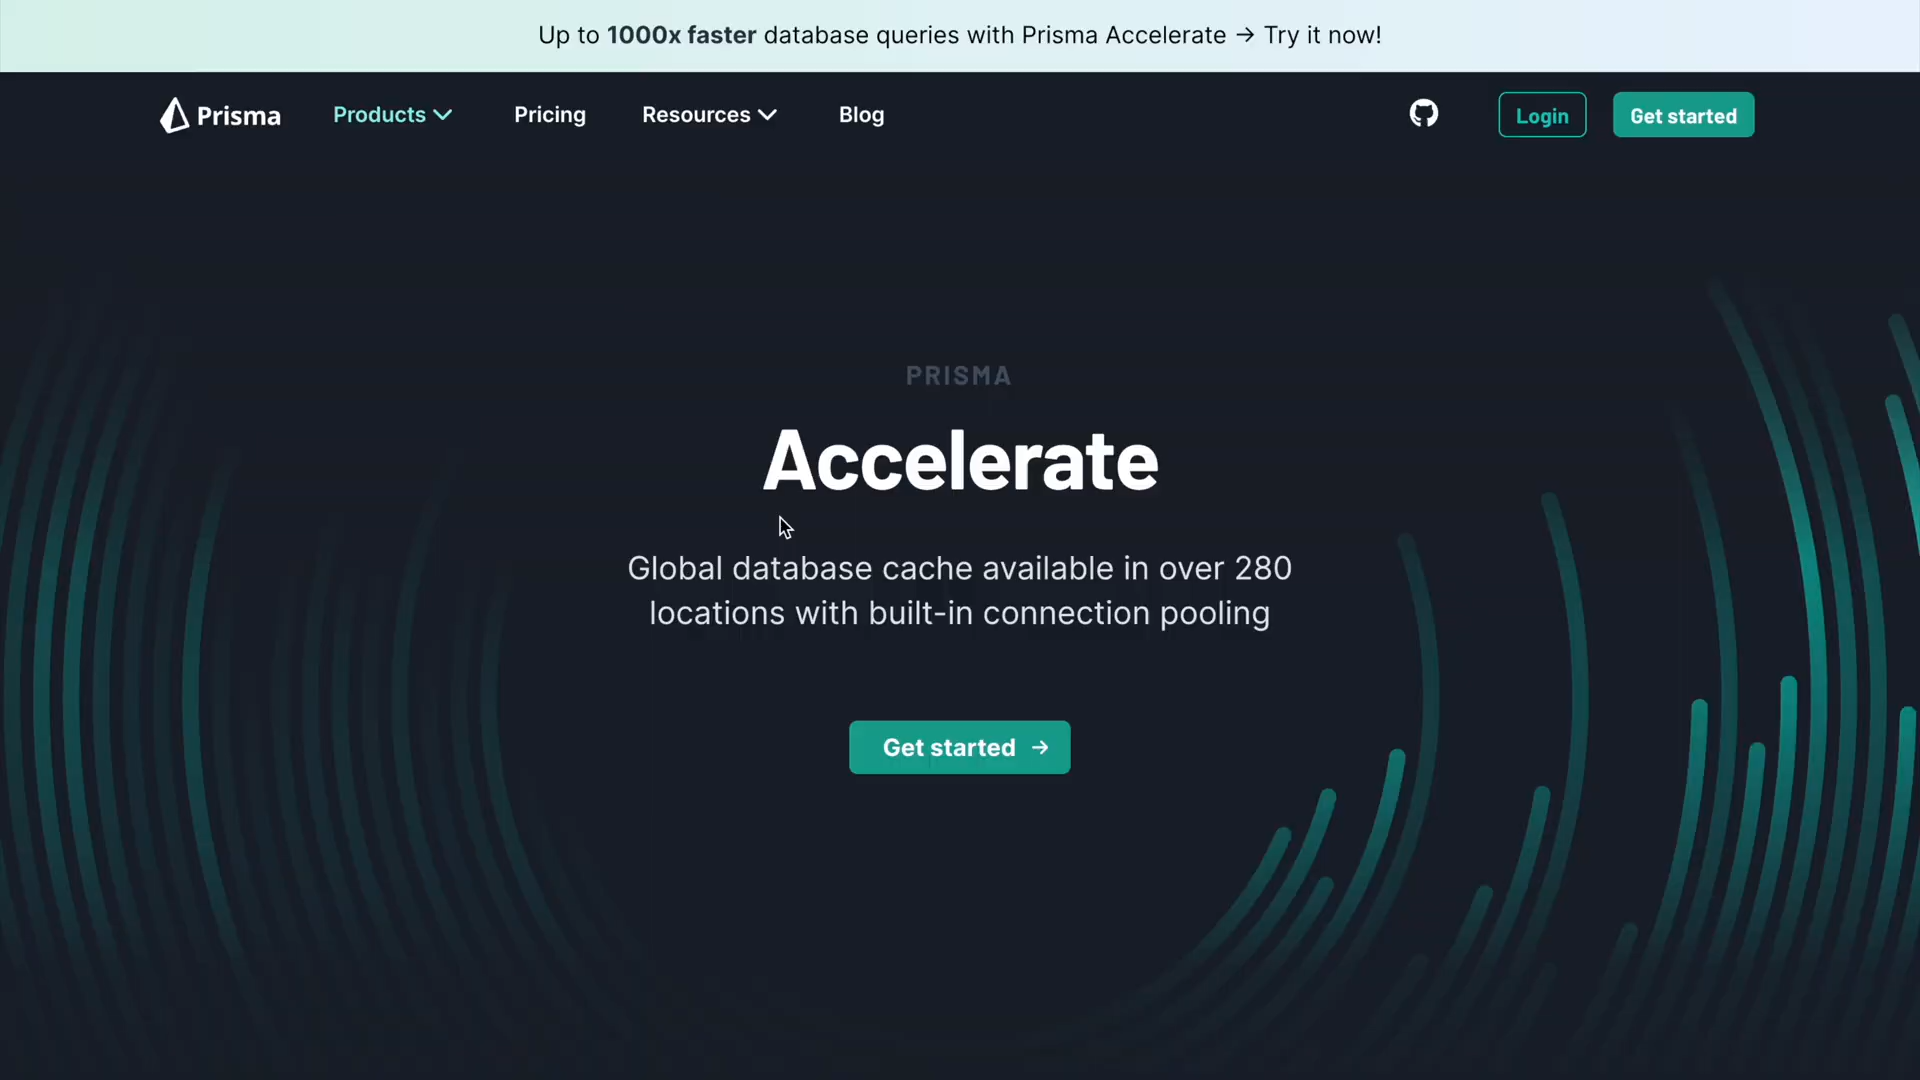 Up to 1000x faster database queries with Prisma Accelerate → Try it now!
Prisma
Products
Pricing
Resources
Blog
Login
Get started
PRISMA
Accelerate
Global database cache available in over 280
locations with built-in connection pooling
Get started →